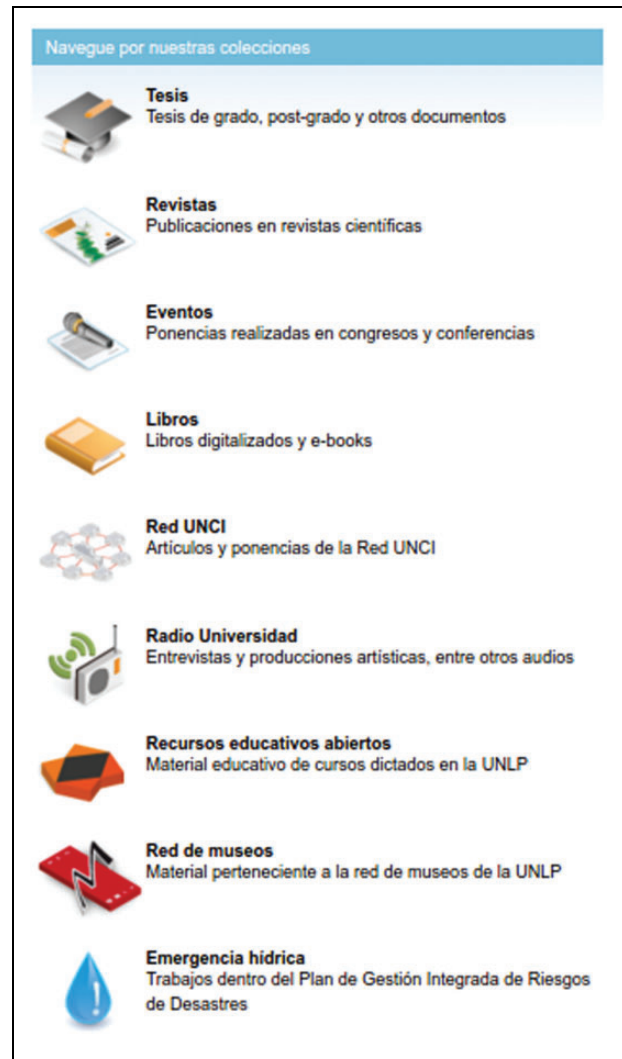 Navegue por nuestras colecciones
Tesis
Tesis de grado, post-grado y otros documentos
Revistas
Publicaciones en revistas científicas
Eventos
Ponencias realizadas en congresos y conferencias
Libros
Libros digitalizados y e-books
Red UNCI
Artículos y ponencias de la Red UNCI
Radio Universidad
Entrevistas y producciones artísticas, entre otros audios
Recursos educativos abiertos
Material educativo de cursos dictados en la UNLP
Red de museos
Material perteneciente a la red de museos de la UNLP
Emergencia hídrica
Trabajos dentro del Plan de Gestión Integrada de Riesgos
de Desastres